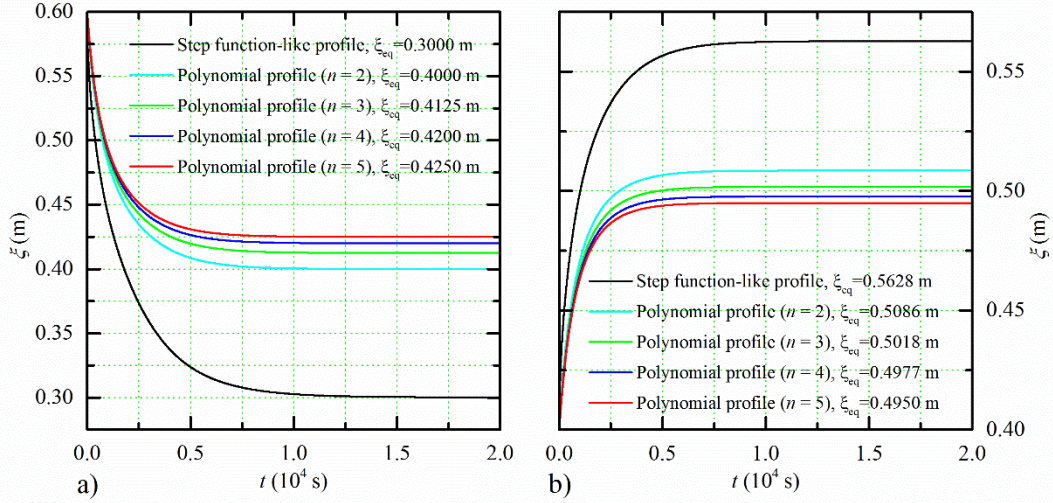 0.60
0.55
0.50
0.45
0.40
0.35
0.30
ξ (m)
Step function-like profile, ξeq=0.3000 m
Polynomial profile (n = 2), ξeq=0.4000 m
Polynomial profile (n = 3), ξeq=0.4125 m
Polynomial profile (n = 4), ξeq=0.4200 m
Polynomial profile (n = 5), ξeq=0.4250 m
0.0 0.5 1.0 1.5 2.0
a)
t (10⁴ s)
Step function-like profile, ξeq=0.5628 m
Polynomial profile (n = 2), ξeq=0.5086 m
Polynomial profile (n = 3), ξeq=0.5018 m
Polynomial profile (n = 4), ξeq=0.4977 m
Polynomial profile (n = 5), ξeq=0.4950 m
0.55
0.50
0.45
0.40
ξ (m)
0.0 0.5 1.0 1.5 2.0
b)
t (10⁴ s)